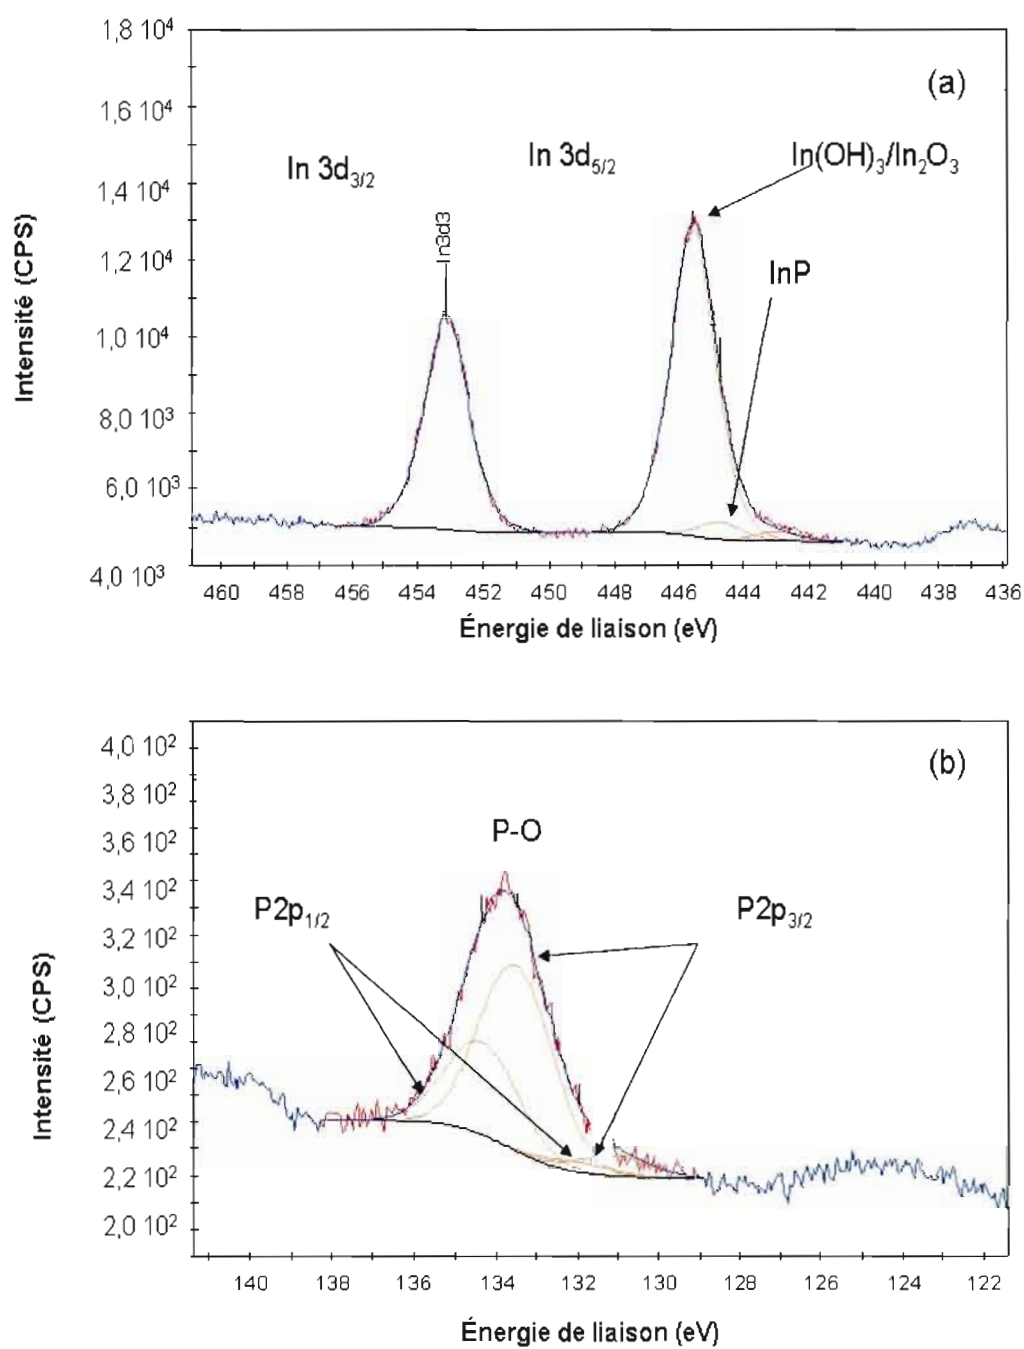 1,8 10⁴
(a)
1,6 10⁴
In 3d₃/₂
In 3d₅/₂
In(OH)₃/In₂O₃
1,4 10⁴
In3d3
1,2 10⁴
InP
1,0 10⁴
8,0 10³
6,0 10³
4,0 10³
Intensité (CPS)
460 458 456 454 452 450 448 446 444 442 440 438 436
Énergie de liaison (eV)
4,0 10²
(b)
3,8 10²
3,6 10²
P-O
3,4 10²
P2p₁/₂
P2p₃/₂
3,2 10²
3,0 10²
2,8 10²
2,6 10²
2,4 10²
2,2 10²
2,0 10²
Intensité (CPS)
140 138 136 134 132 130 128 126 124 122
Énergie de liaison (eV)